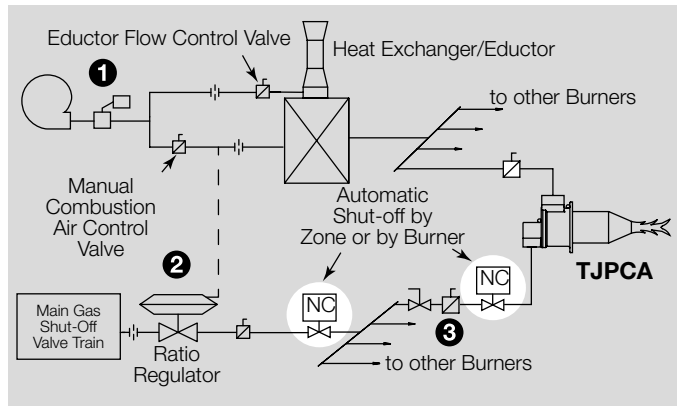 Eductor Flow Control Valve
1
Heat Exchanger/Eductor
to other Burners
Manual
Combustion
Air Control
Valve
Automatic
Shut-off by
Zone or by Burner
TJPCA
2
NC
NC
Main Gas
Shut-Off
Valve Train
Ratio
Regulator
3
to other Burners